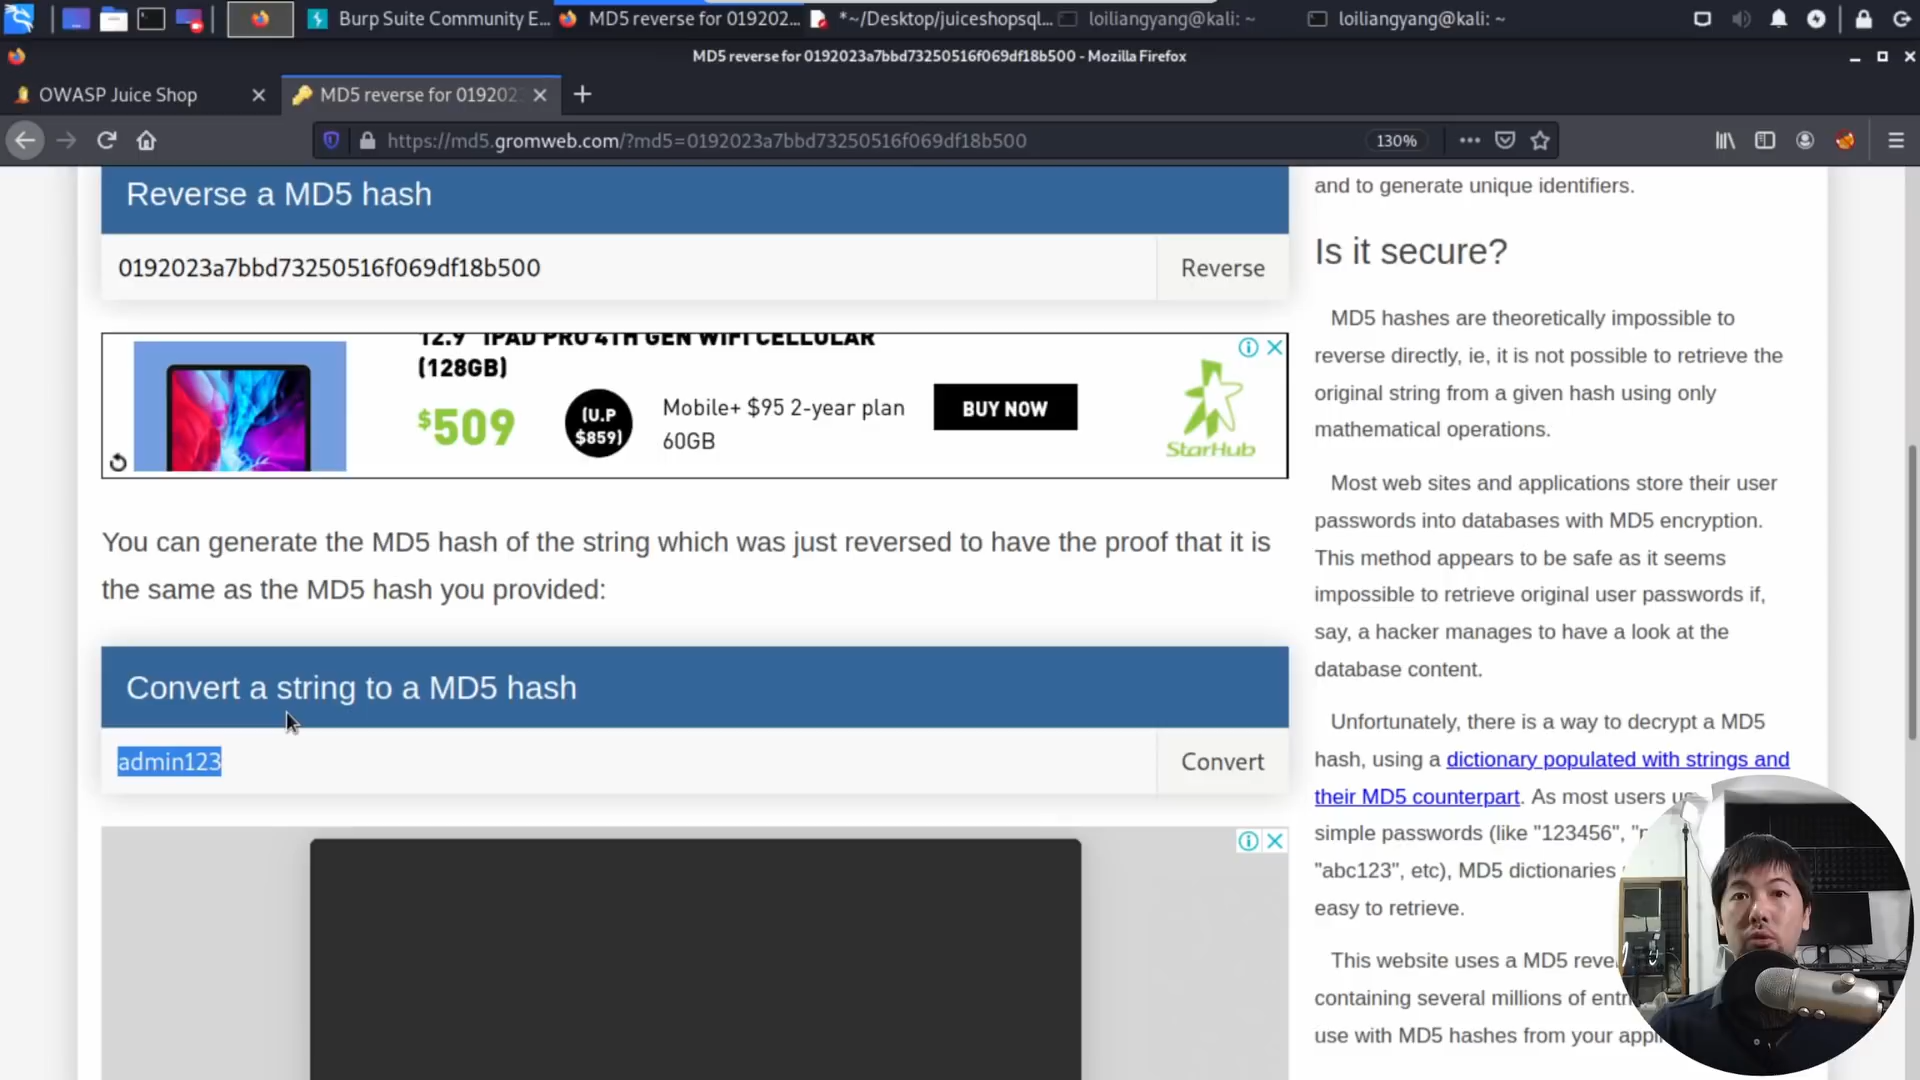 Burp Suite Community E...
MD5 reverse for 019202...
*~/Desktop/juiceshopsql...
loiliangyang@kali: ~
loiliangyang@kali: ~
MD5 reverse for 0192023a7bbd73250516f069df18b500 - Mozilla Firefox
OWASP Juice Shop
MD5 reverse for 019202
https://md5.gromweb.com/?md5=0192023a7bbd73250516f069df18b500
130%
Reverse a MD5 hash
0192023a7bbd73250516f069df18b500
Reverse
12.9" IPAD PRO 4TH GEN WIFI CELLULAR
(128GB)
$509
(U.P
$859)
Mobile+ $95 2-year plan
60GB
BUY NOW
StarHub
You can generate the MD5 hash of the string which was just reversed to have the proof that it is
the same as the MD5 hash you provided:
Convert a string to a MD5 hash
admin123
Convert
and to generate unique identifiers.
Is it secure?
MD5 hashes are theoretically impossible to
reverse directly, ie, it is not possible to retrieve the
original string from a given hash using only
mathematical operations.
Most web sites and applications store their user
passwords into databases with MD5 encryption.
This method appears to be safe as it seems
impossible to retrieve original user passwords if,
say, a hacker manages to have a look at the
database content.
Unfortunately, there is a way to decrypt a MD5
hash, using a dictionary populated with strings and
their MD5 counterpart. As most users
simple passwords (like "123456",
"abc123", etc), MD5 dictionaries
easy to retrieve.
This website uses a MD5
containing several millions of
use with MD5 hashes from your